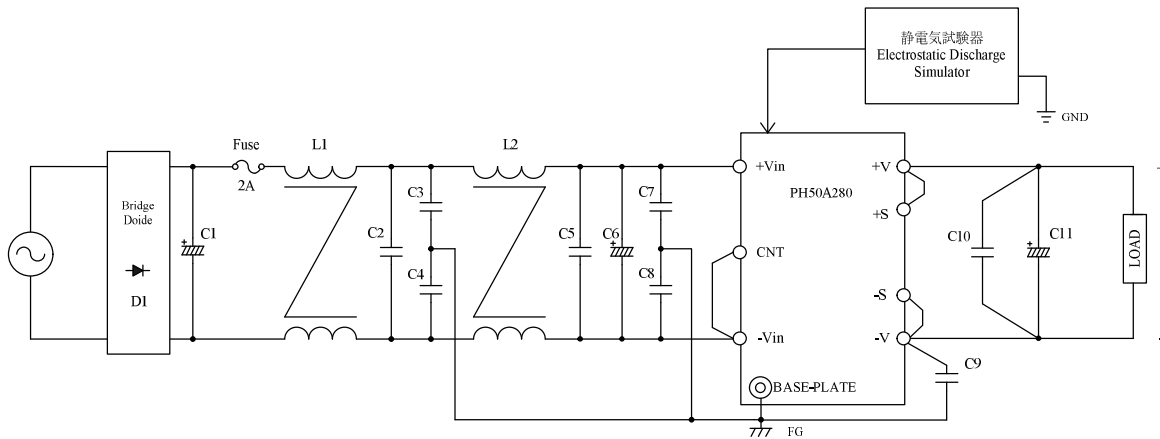 静電気試験器
Electrostatic Discharge
Simulator
GND
Fuse
2A
L1
L2
+Vin
PH50A280
+V
+S
Bridge
Doide
D1
C1
C2
C3
C4
C5
C6
C7
C8
CNT
-Vin
-S
-V
C10
C11
LOAD
C9
BASE-PLATE
FG